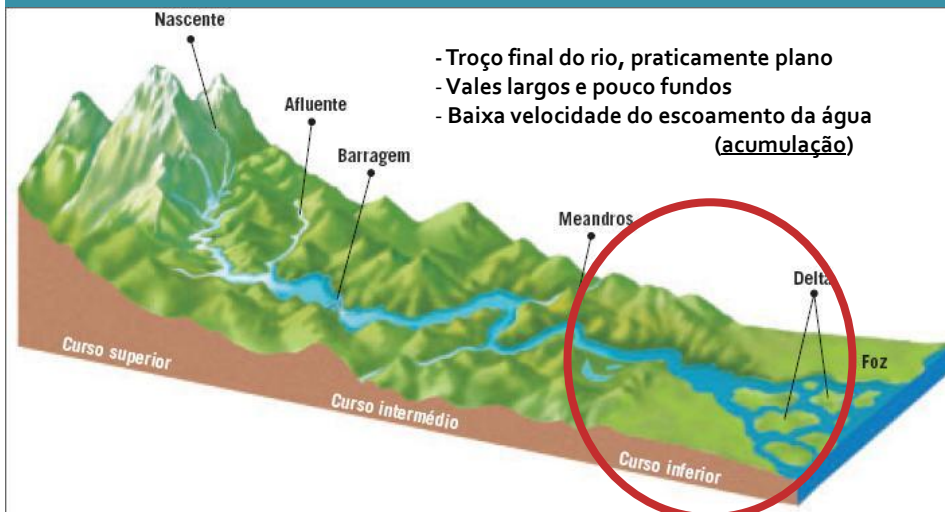 Nascente
- Troço final do rio, praticamente plano
- Vales largos e pouco fundos
- Baixa velocidade do escoamento da água
(acumulação)
Afluente
Barragem
Meandros
Delta
Foz
Curso superior
Curso intermédio
Curso inferior